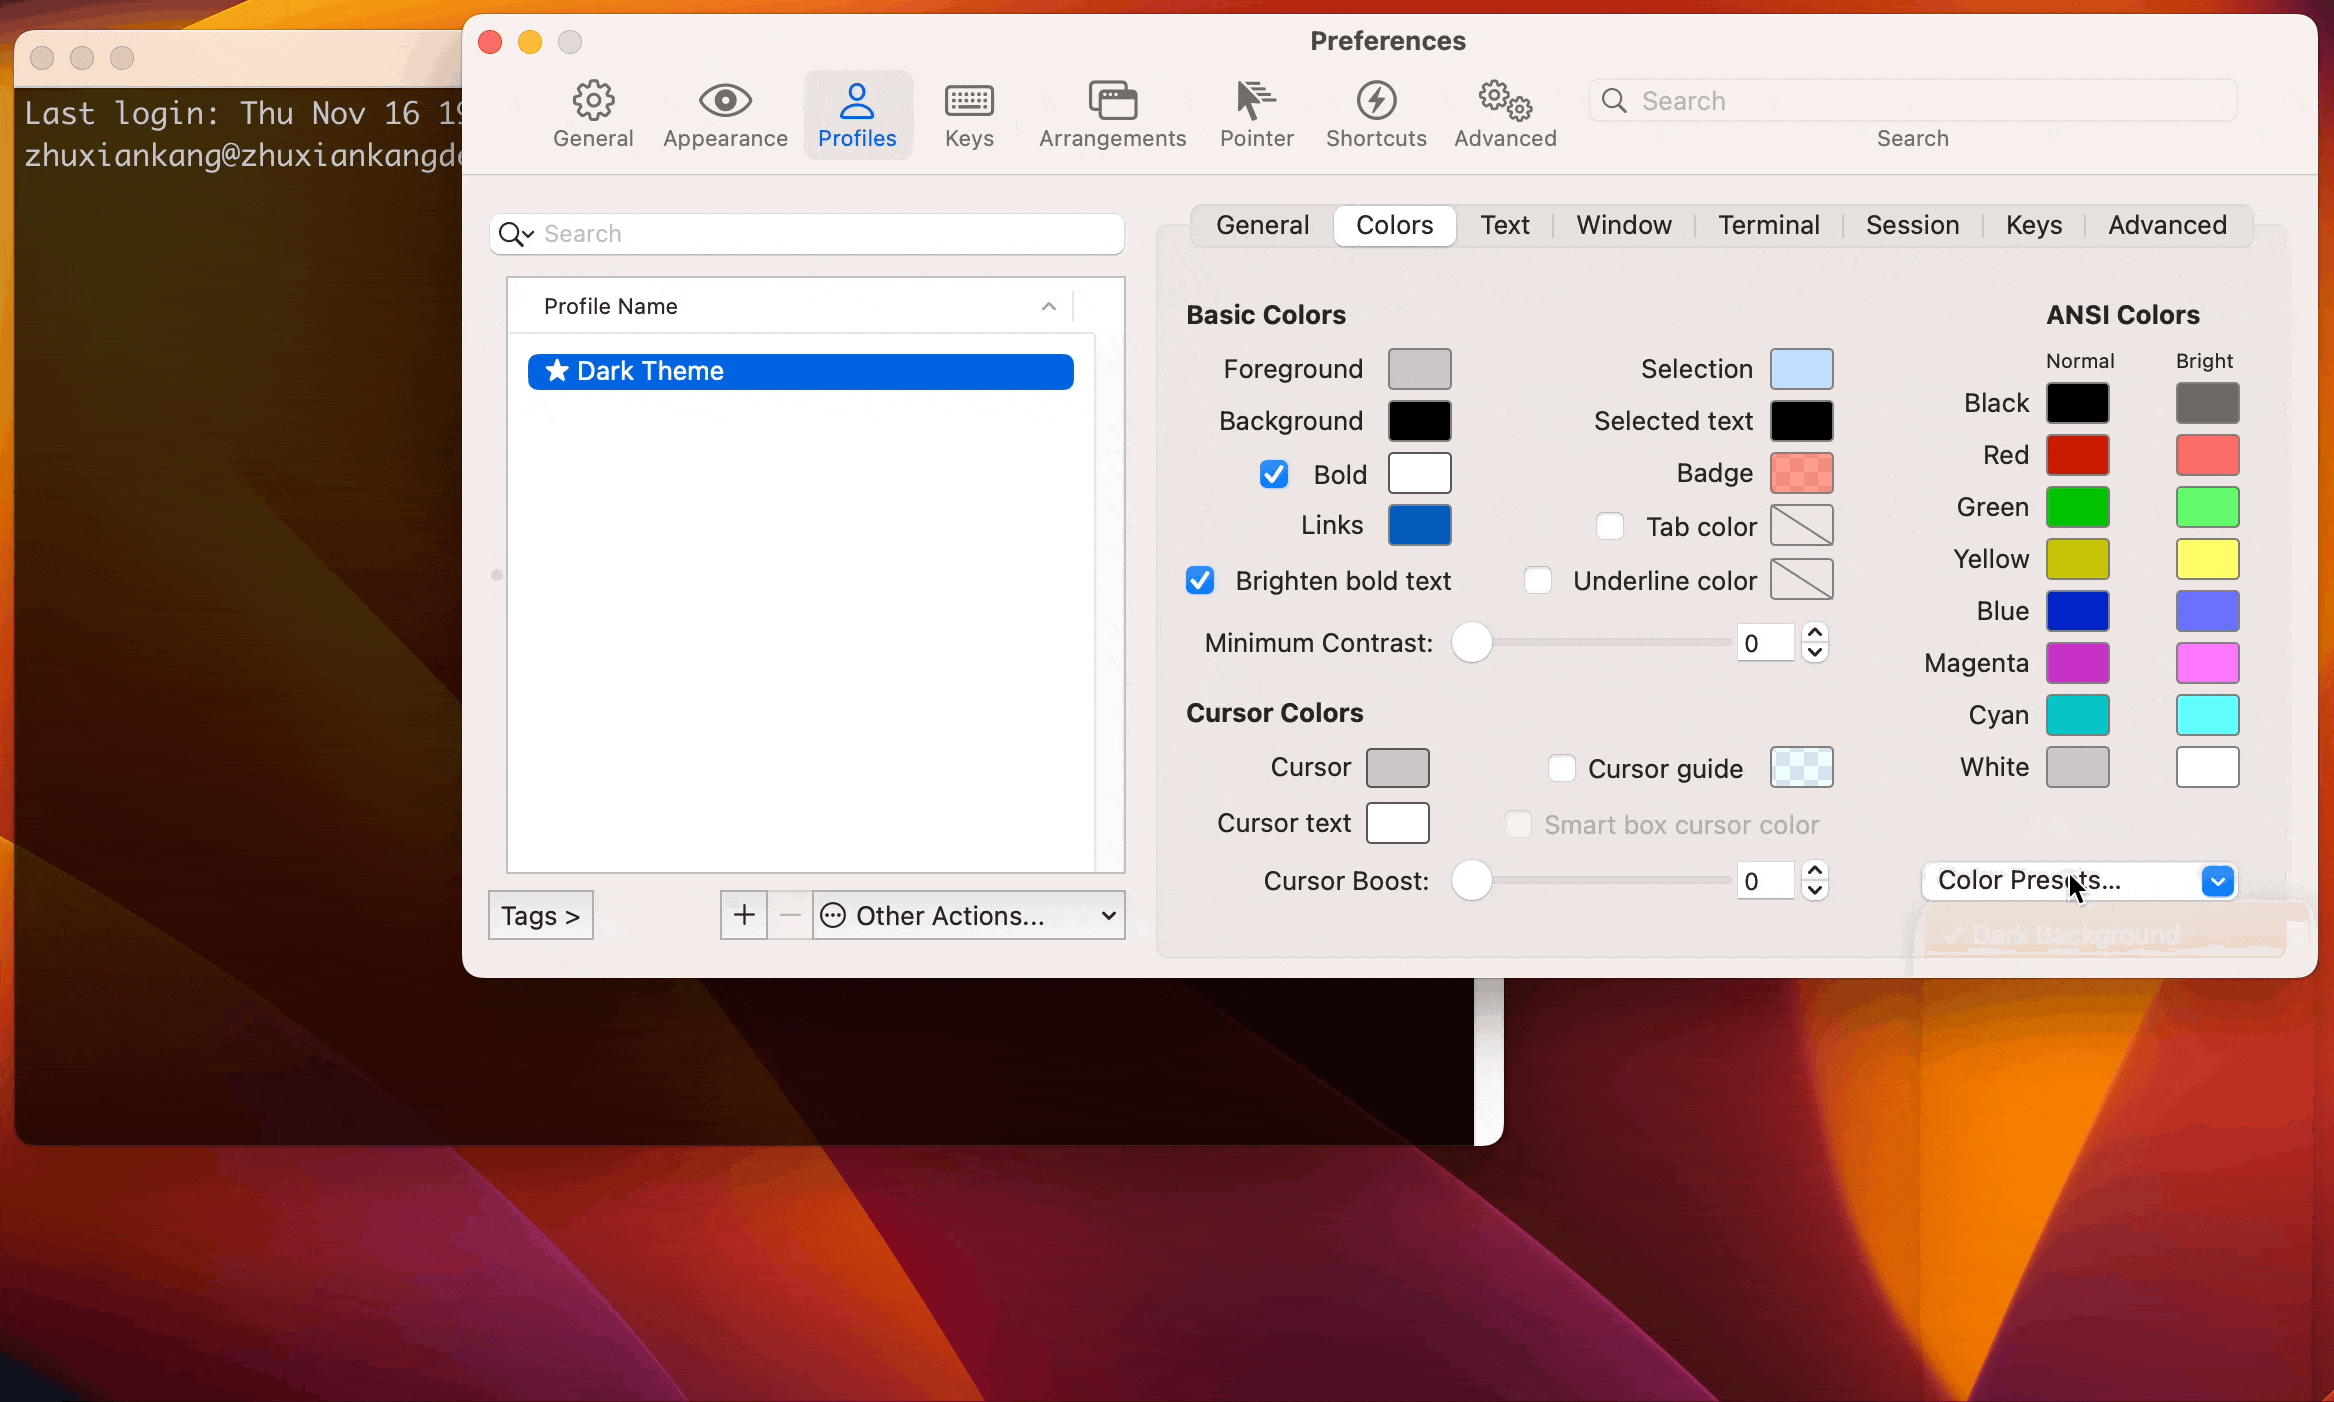 Last login: Thu Nov 16 19
zhuxiankang@zhuxiankangde
Preferences
General
Appearance
Profiles
Keys
Arrangements
Pointer
Shortcuts
Advanced
Search
Search
Search
Profile Name
★ Dark Theme
Tags >
+
−
Other Actions...
General
Colors
Text
Window
Terminal
Session
Keys
Advanced
Basic Colors
Foreground
Background
Bold
Links
Brighten bold text
Selection
Selected text
Badge
Tab color
Underline color
Minimum Contrast:
0
Cursor Colors
Cursor
Cursor text
Cursor guide
Smart box cursor color
Cursor Boost:
0
ANSI Colors
Normal
Bright
Black
Red
Green
Yellow
Blue
Magenta
Cyan
White
Color Presets...
✓ Dark Background